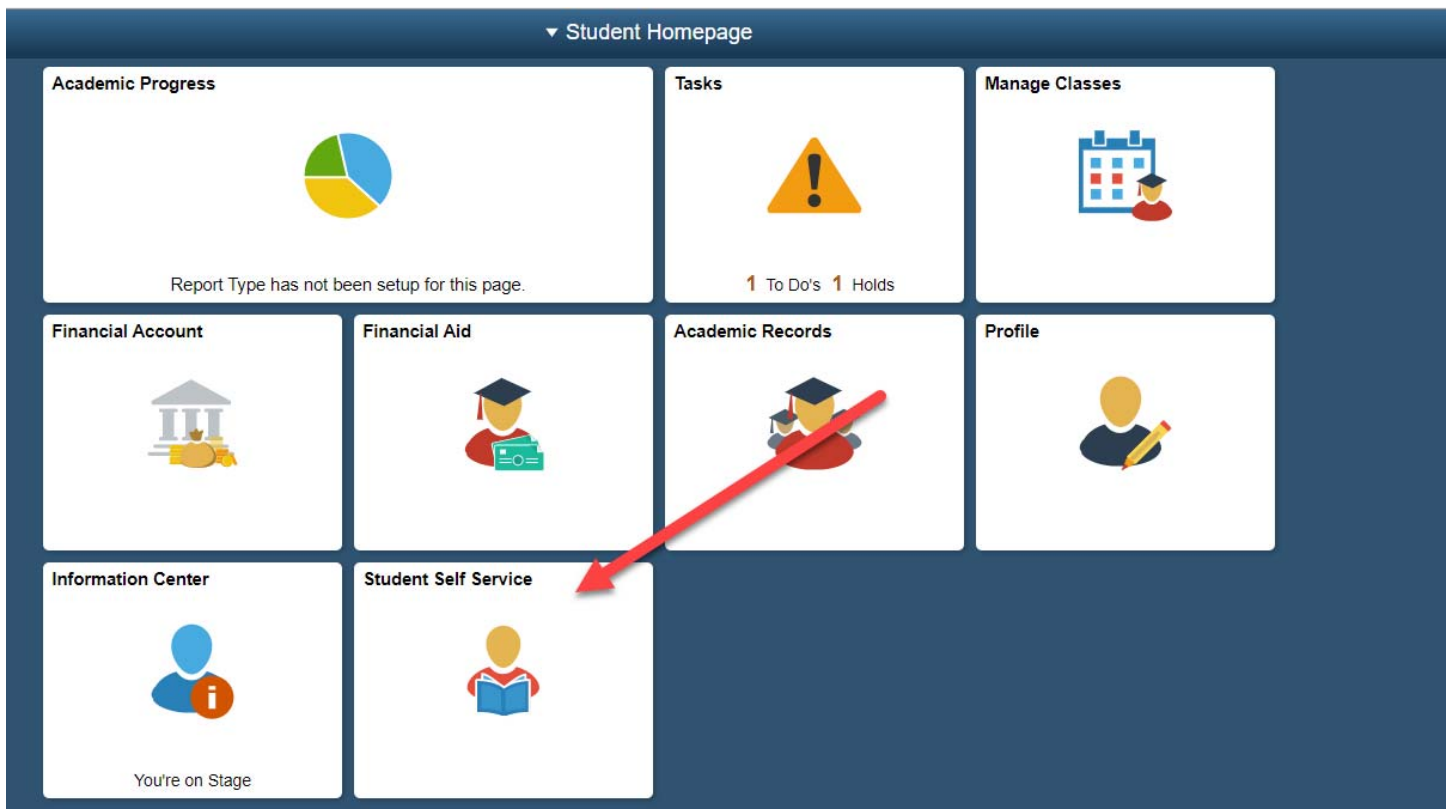 Student Homepage
Academic Progress
Report Type has not been setup for this page.
Tasks
1 To Do's 1 Holds
Manage Classes
Financial Account
Financial Aid
Academic Records
Profile
Information Center
You're on Stage
Student Self Service